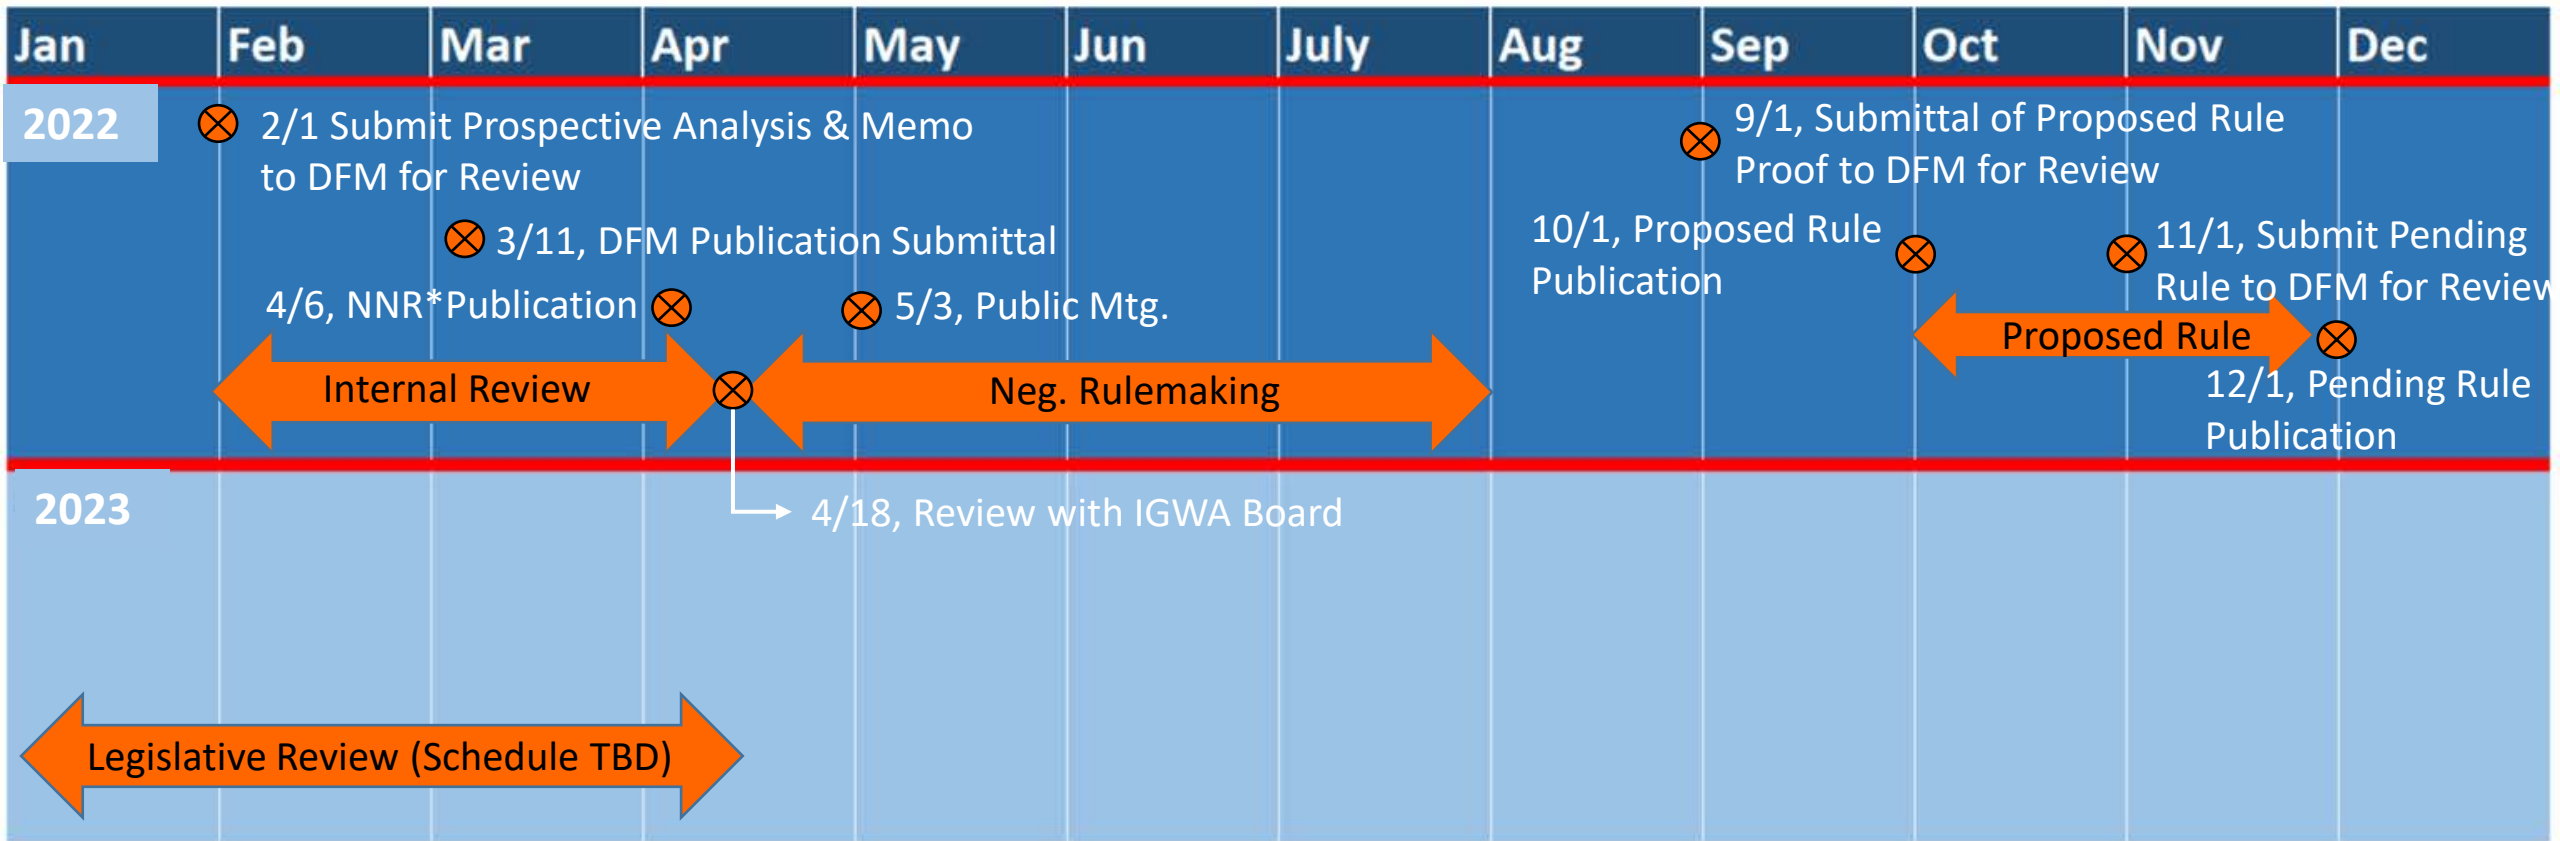 Jan Feb Mar Apr May Jun July Aug Sep Oct Nov Dec
2022
2/1 Submit Prospective Analysis & Memo
to DFM for Review
3/11, DFM Publication Submittal
4/6, NNR*Publication
5/3, Public Mtg.
Internal Review
Neg. Rulemaking
9/1, Submittal of Proposed Rule
Proof to DFM for Review
10/1, Proposed Rule
Publication
11/1, Submit Pending
Rule to DFM for Review
Proposed Rule
12/1, Pending Rule
Publication
2023
4/18, Review with IGWA Board
Legislative Review (Schedule TBD)